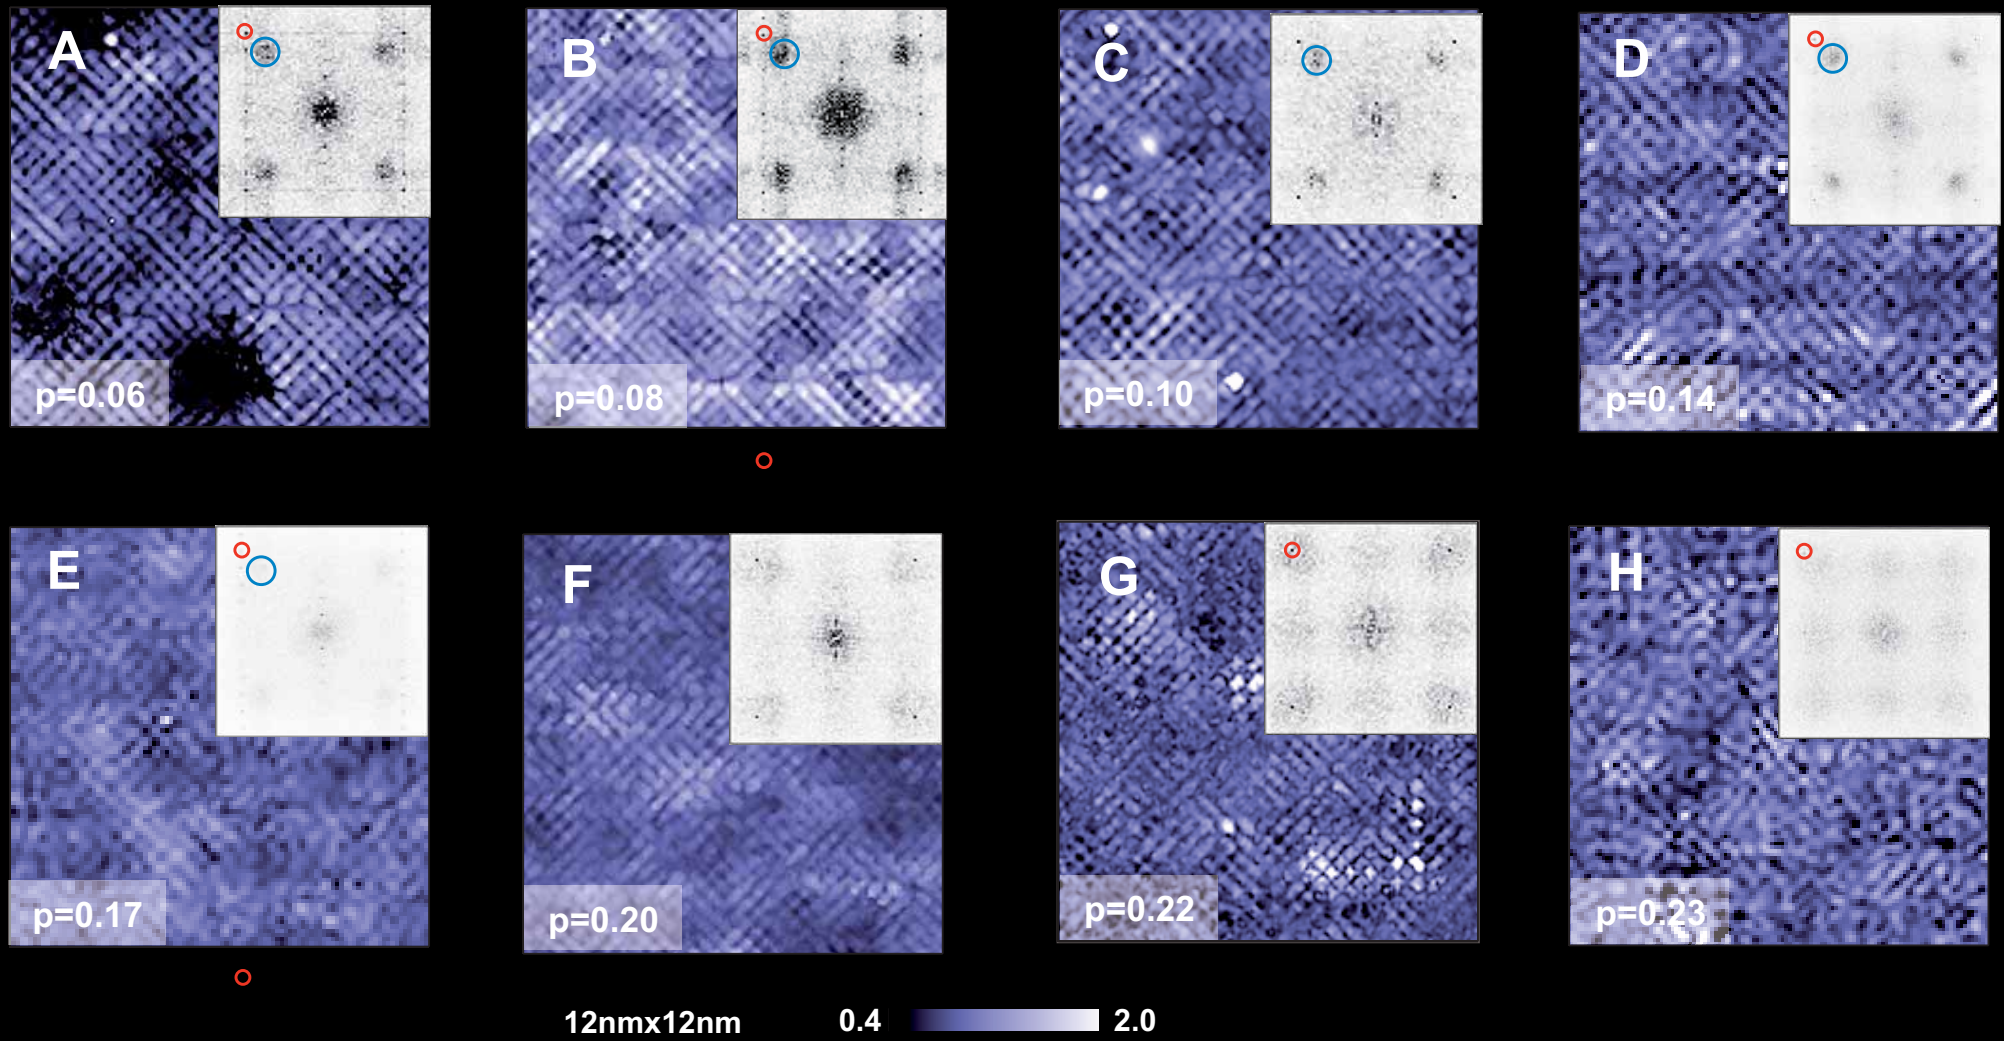 A
B
C
D
p=0.06
p=0.08
p=0.10
p=0.14
E
F
G
H
p=0.17
p=0.20
p=0.22
p=0.23
12nmx12nm
0.4
2.0